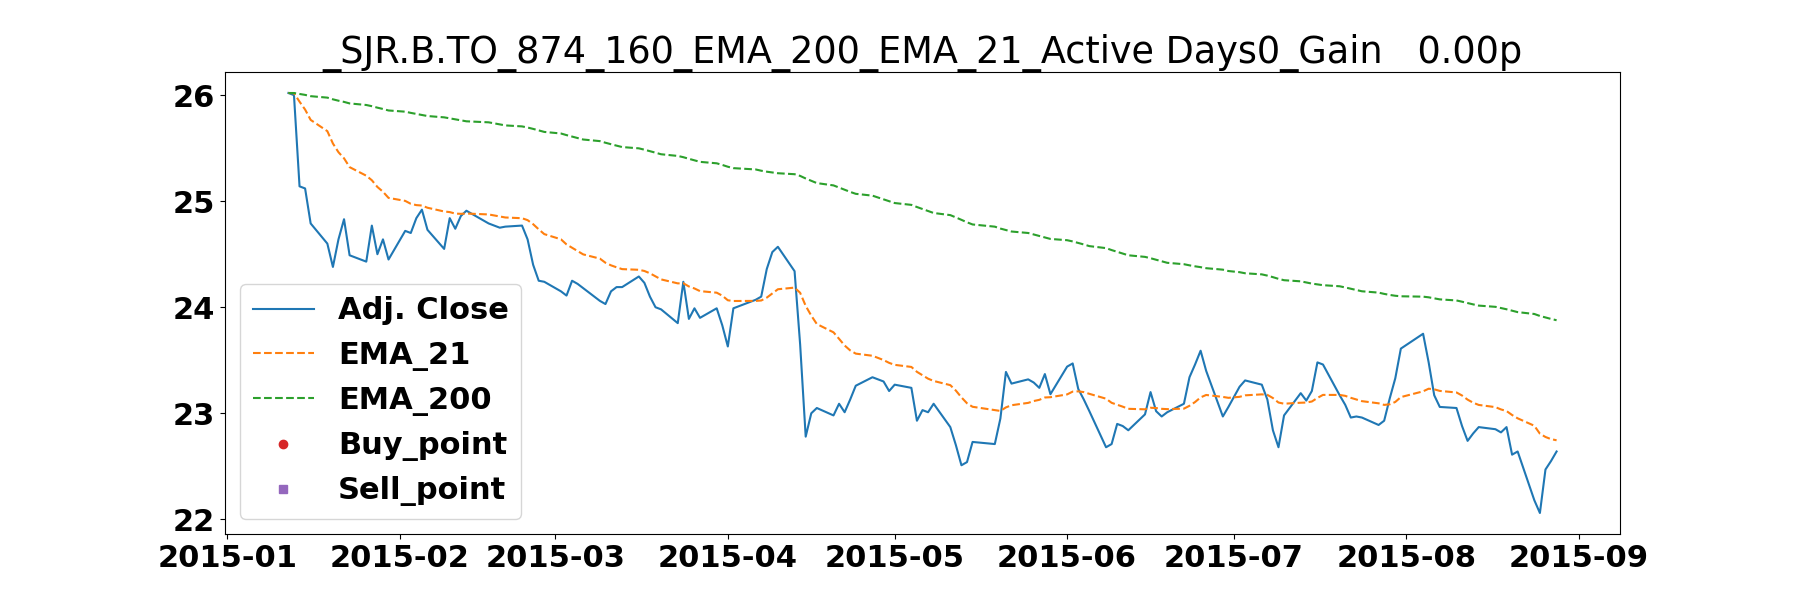 _SJR.B.TO_874_160_EMA_200_EMA_21_Active Days0_Gain   0.00p
26
25
24
23
22
Adj. Close
EMA_21
EMA_200
Buy_point
Sell_point
2015-01 2015-02 2015-03 2015-04 2015-05 2015-06 2015-07 2015-08 2015-09